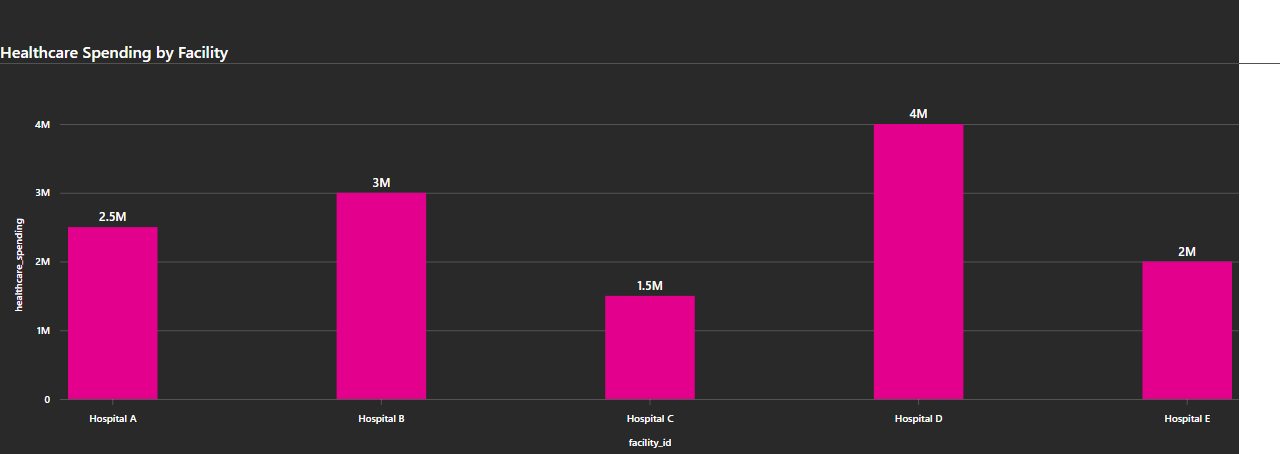 Healthcare Spending by Facility
4M
4M
3M
3M
2.5M
2M
2M
1.5M
1M
0
healthcare_spending
Hospital A
Hospital B
Hospital C
Hospital D
Hospital E
facility_id